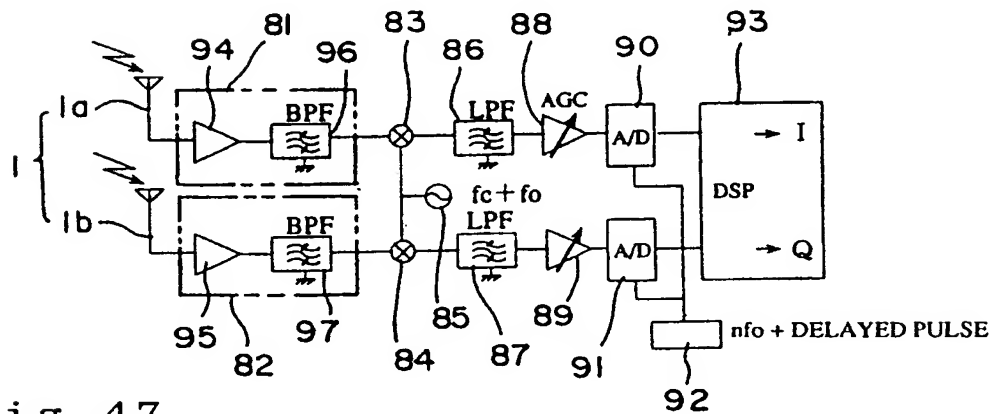 81
83
88
90
93
94
96
86
1a
BPF
LPF
AGC
A/D
I
1
DSP
fc + fo
1b
BPF
LPF
A/D
Q
95
97
85
89
82
84
87
91
nfo + DELAYED PULSE
92
Fig. 47